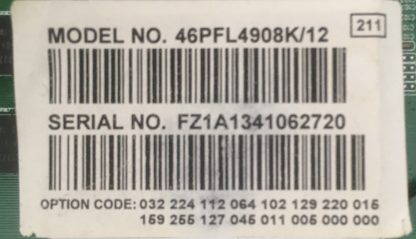 MODEL NO. 46PFL4908K/12
211
SERIAL NO. FZ1A1341062720
OPTION CODE: 032 224 112 064 102 129 220 015
159 255 127 045 011 005 000 000